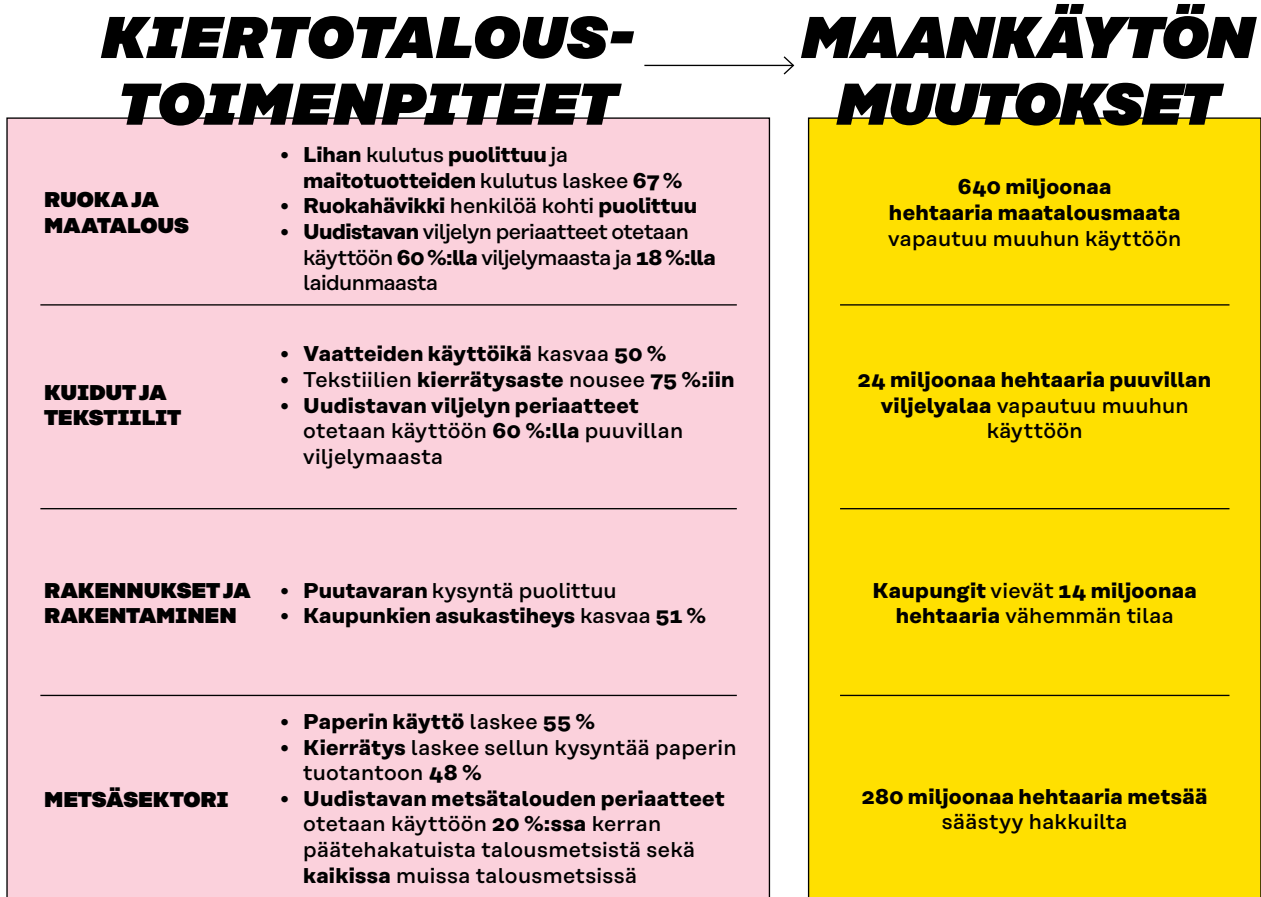 KIERTOTALOUS-
TOIMENPITEET
MAANKÄYTÖN
MUUTOKSET
RUOKA JA
MAATALOUS
• Lihan kulutus puolittuu ja
maitotuotteiden kulutus laskee 67 %
• Ruokahävikki henkilöä kohti puolittuu
• Uudistavan viljelyn periaatteet otetaan
käyttöön 60 %:lla viljelymaasta ja 18 %:lla
laidunmaasta
640 miljoonaa
hehtaaria maatalousmaata
vapautuu muuhun käyttöön
KUIDUT JA
TEKSTIILIT
• Vaatteiden käyttöikä kasvaa 50 %
• Tekstiilien kierrätysaste nousee 75 %:iin
• Uudistavan viljelyn periaatteet
otetaan käyttöön 60 %:lla puuvillan
viljelymaasta
24 miljoonaa hehtaaria puuvillan
viljelyalaa vapautuu muuhun
käyttöön
RAKENNUKSET JA
RAKENTAMINEN
• Puutavaran kysyntä puolittuu
• Kaupunkien asukastiheys kasvaa 51 %
Kaupungit vievät 14 miljoonaa
hehtaaria vähemmän tilaa
METSÄSEKTORI
• Paperin käyttö laskee 55 %
• Kierrätys laskee sellun kysyntää paperin
tuotantoon 48 %
• Uudistavan metsätalouden periaatteet
otetaan käyttöön 20 %:ssa kerran
päätehakatuista talousmetsistä sekä
kaikissa muissa talousmetsissä
280 miljoonaa hehtaaria metsää
säästyy hakkuilta